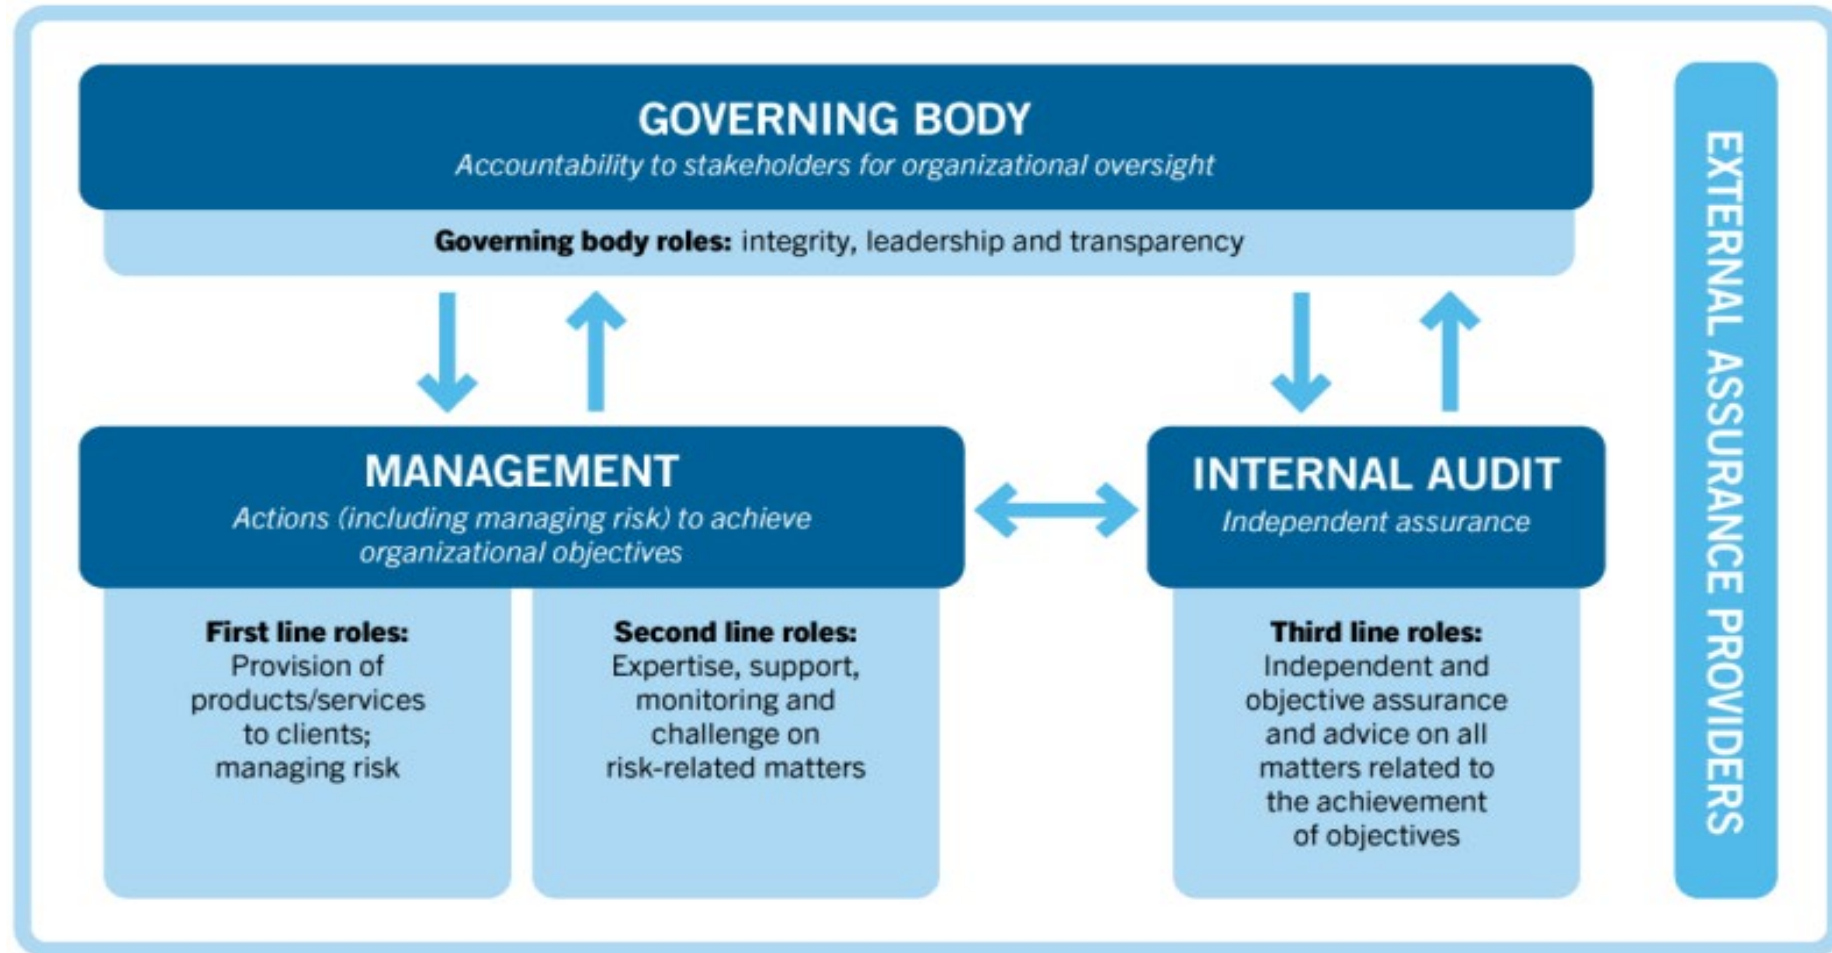 GOVERNING BODY
Accountability to stakeholders for organizational oversight
Governing body roles: integrity, leadership and transparency
MANAGEMENT
Actions (including managing risk) to achieve
organizational objectives
First line roles:
Provision of
products/services
to clients;
managing risk
Second line roles:
Expertise, support,
monitoring and
challenge on
risk-related matters
INTERNAL AUDIT
Independent assurance
Third line roles:
Independent and
objective assurance
and advice on all
matters related to
the achievement
of objectives
EXTERNAL ASSURANCE PROVIDERS